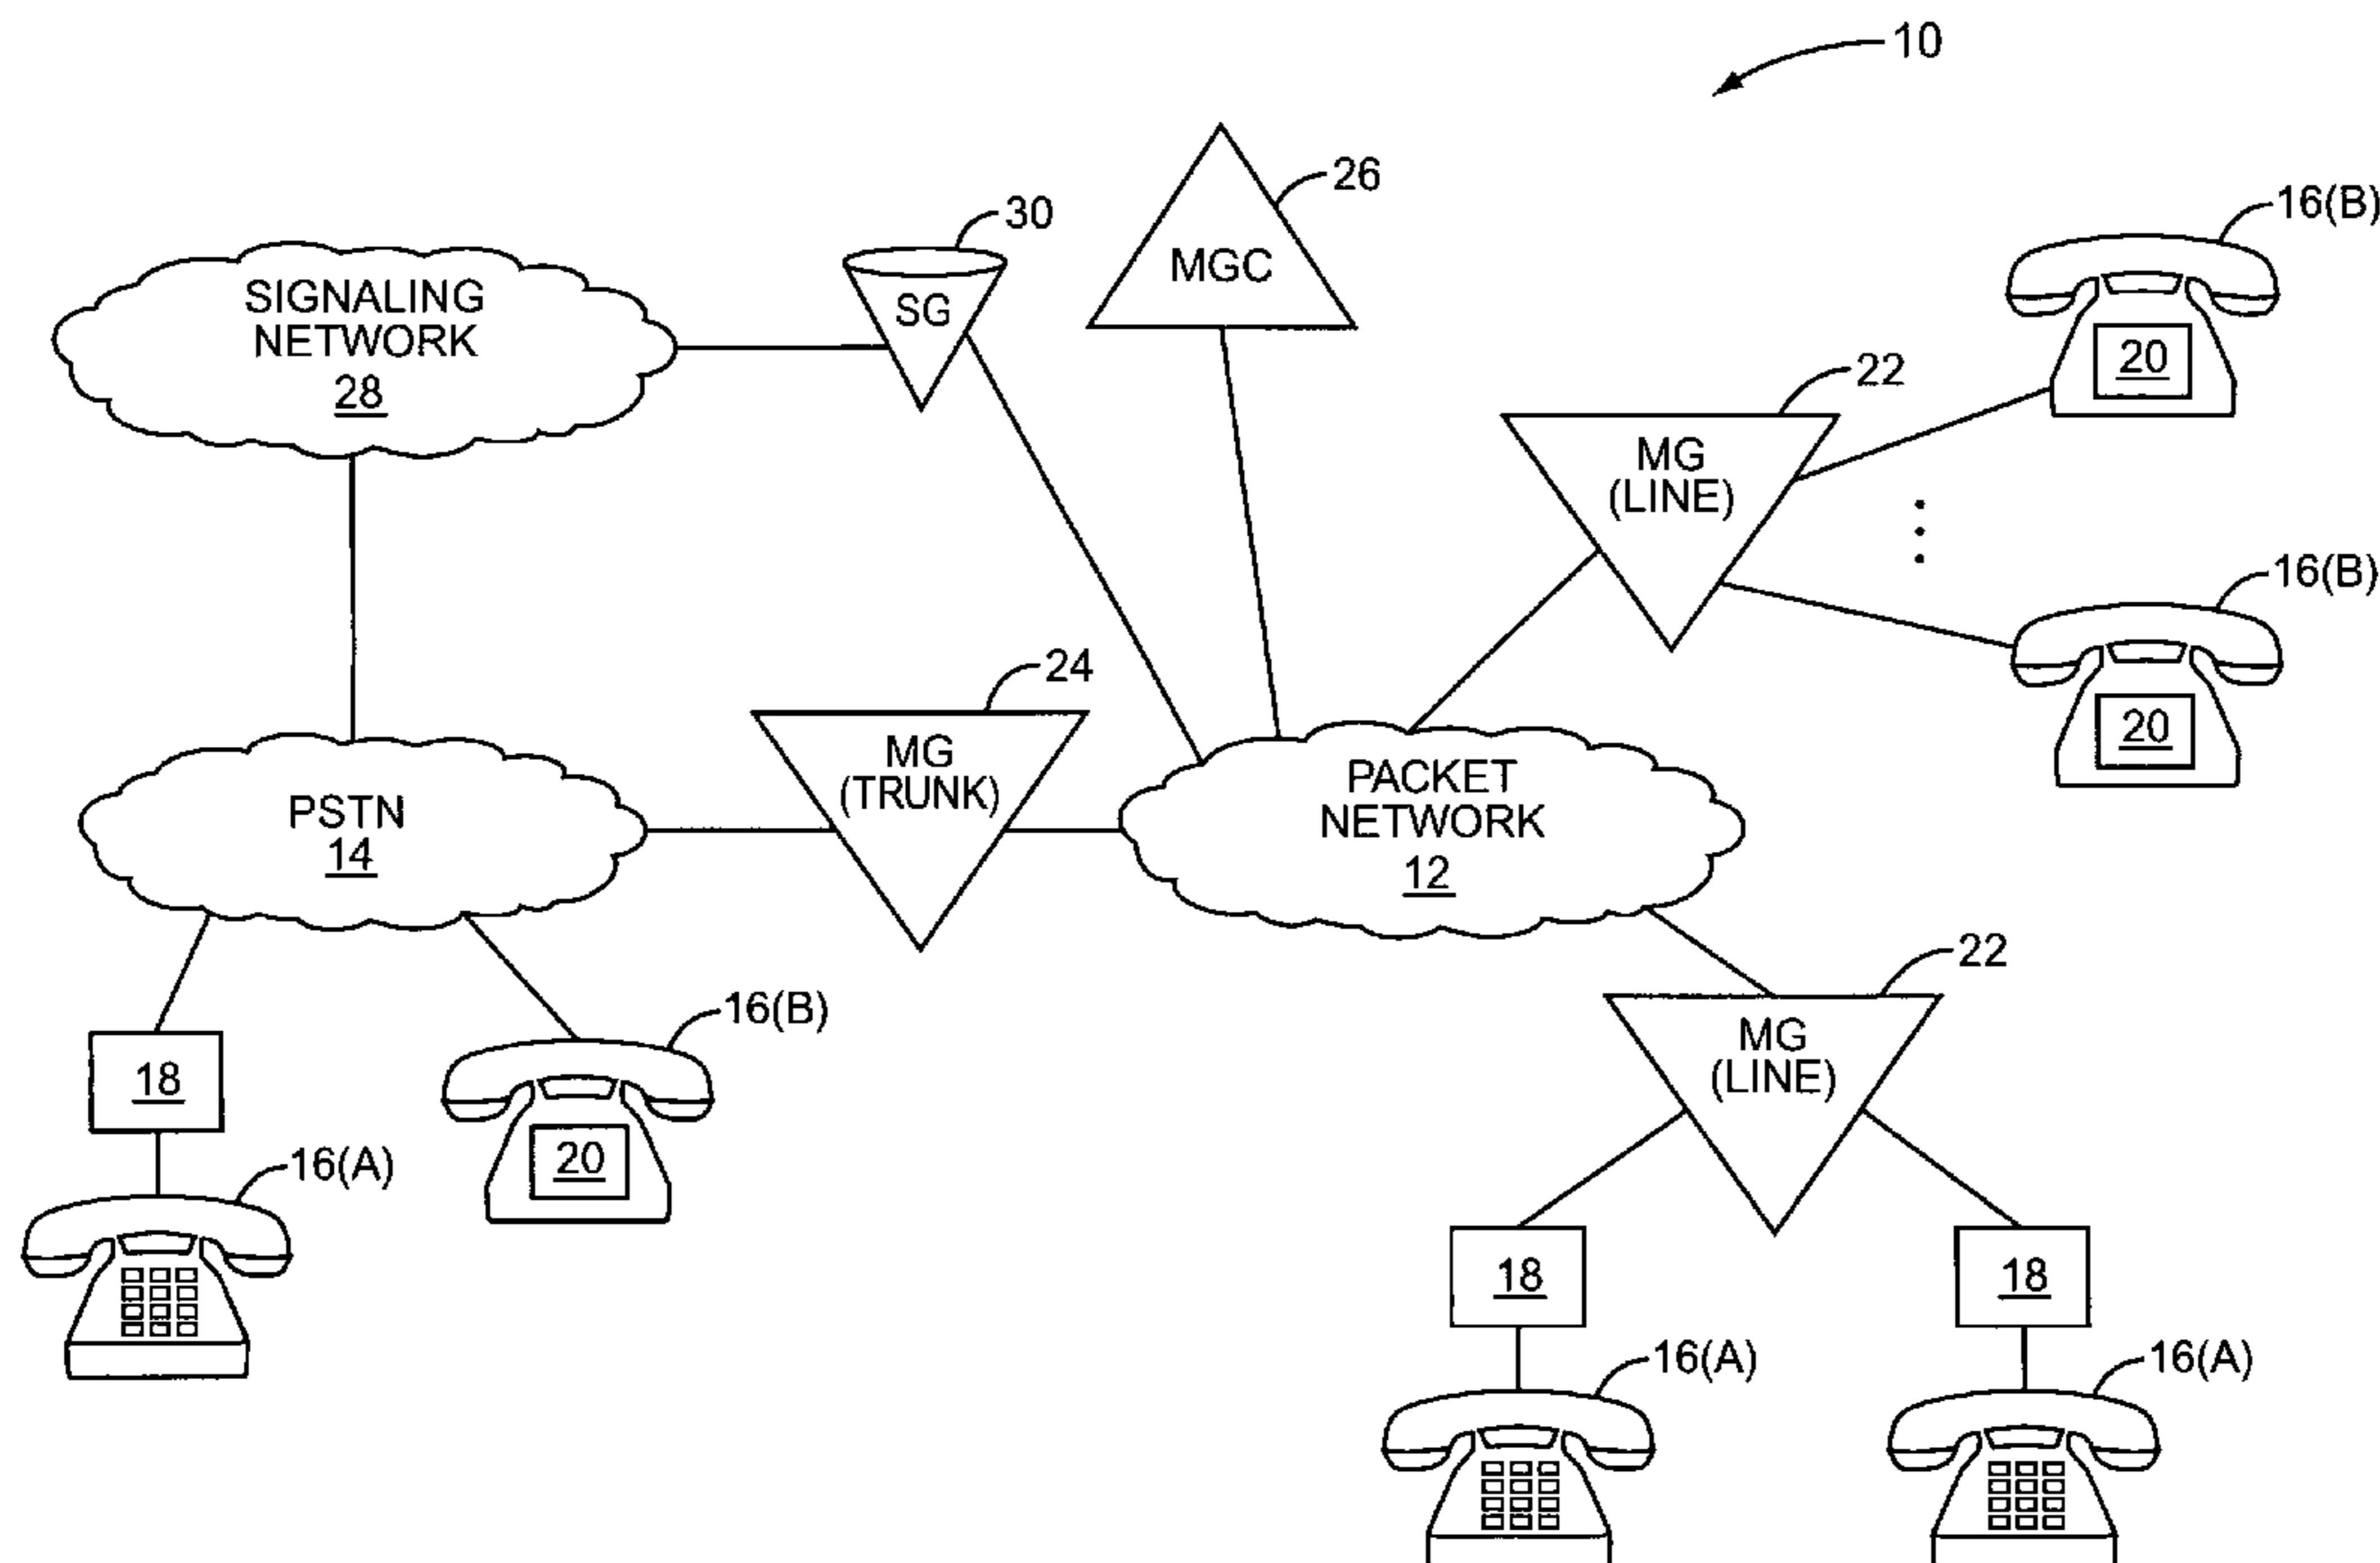 10
26
30
16(B)
MGC
SIGNALING
NETWORK
28
SG
20
22
MG
(LINE)
16(B)
24
20
MG
(TRUNK)
PACKET
NETWORK
12
PSTN
14
22
16(B)
MG
(LINE)
18
20
16(A)
18
18
16(A)
16(A)